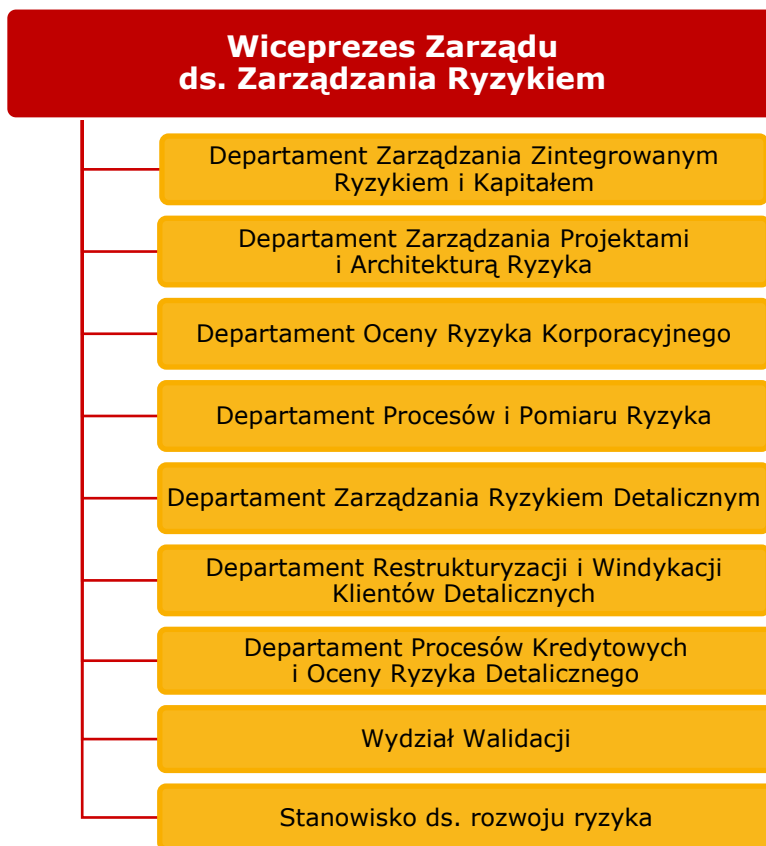 Wiceprezes Zarządu
ds. Zarządzania Ryzykiem
Departament Zarządzania Zintegrowanym
Ryzykiem i Kapitałem
Departament Zarządzania Projektami
i Architekturą Ryzyka
Departament Oceny Ryzyka Korporacyjnego
Departament Procesów i Pomiaru Ryzyka
Departament Zarządzania Ryzykiem Detalicznym
Departament Restrukturyzacji i Windykacji
Klientów Detalicznych
Departament Procesów Kredytowych
i Oceny Ryzyka Detalicznego
Wydział Walidacji
Stanowisko ds. rozwoju ryzyka